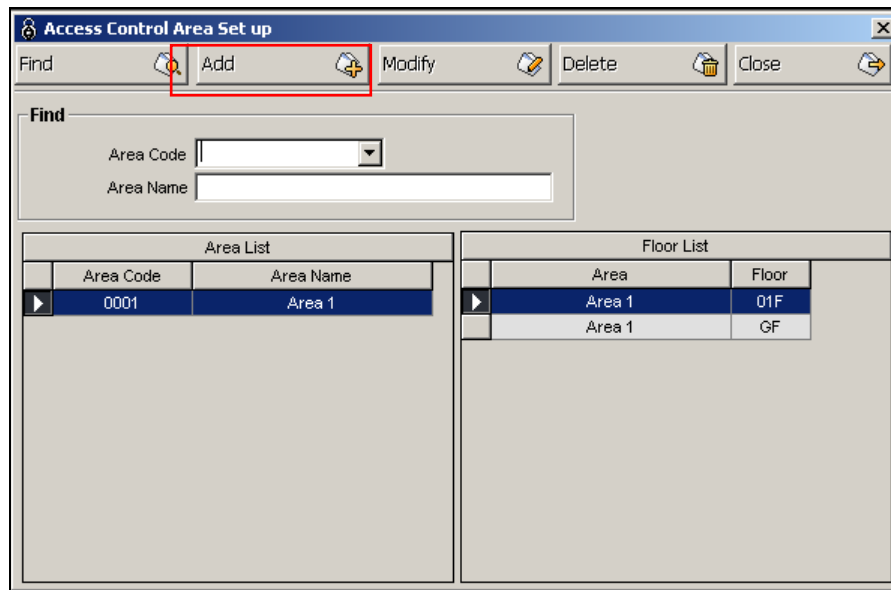 Access Control Area Set up
Find Add Modify Delete Close
Find
Area Code
Area Name
Area List
Area Code Area Name
0001 Area 1
Floor List
Area Floor
Area 1 01F
Area 1 GF